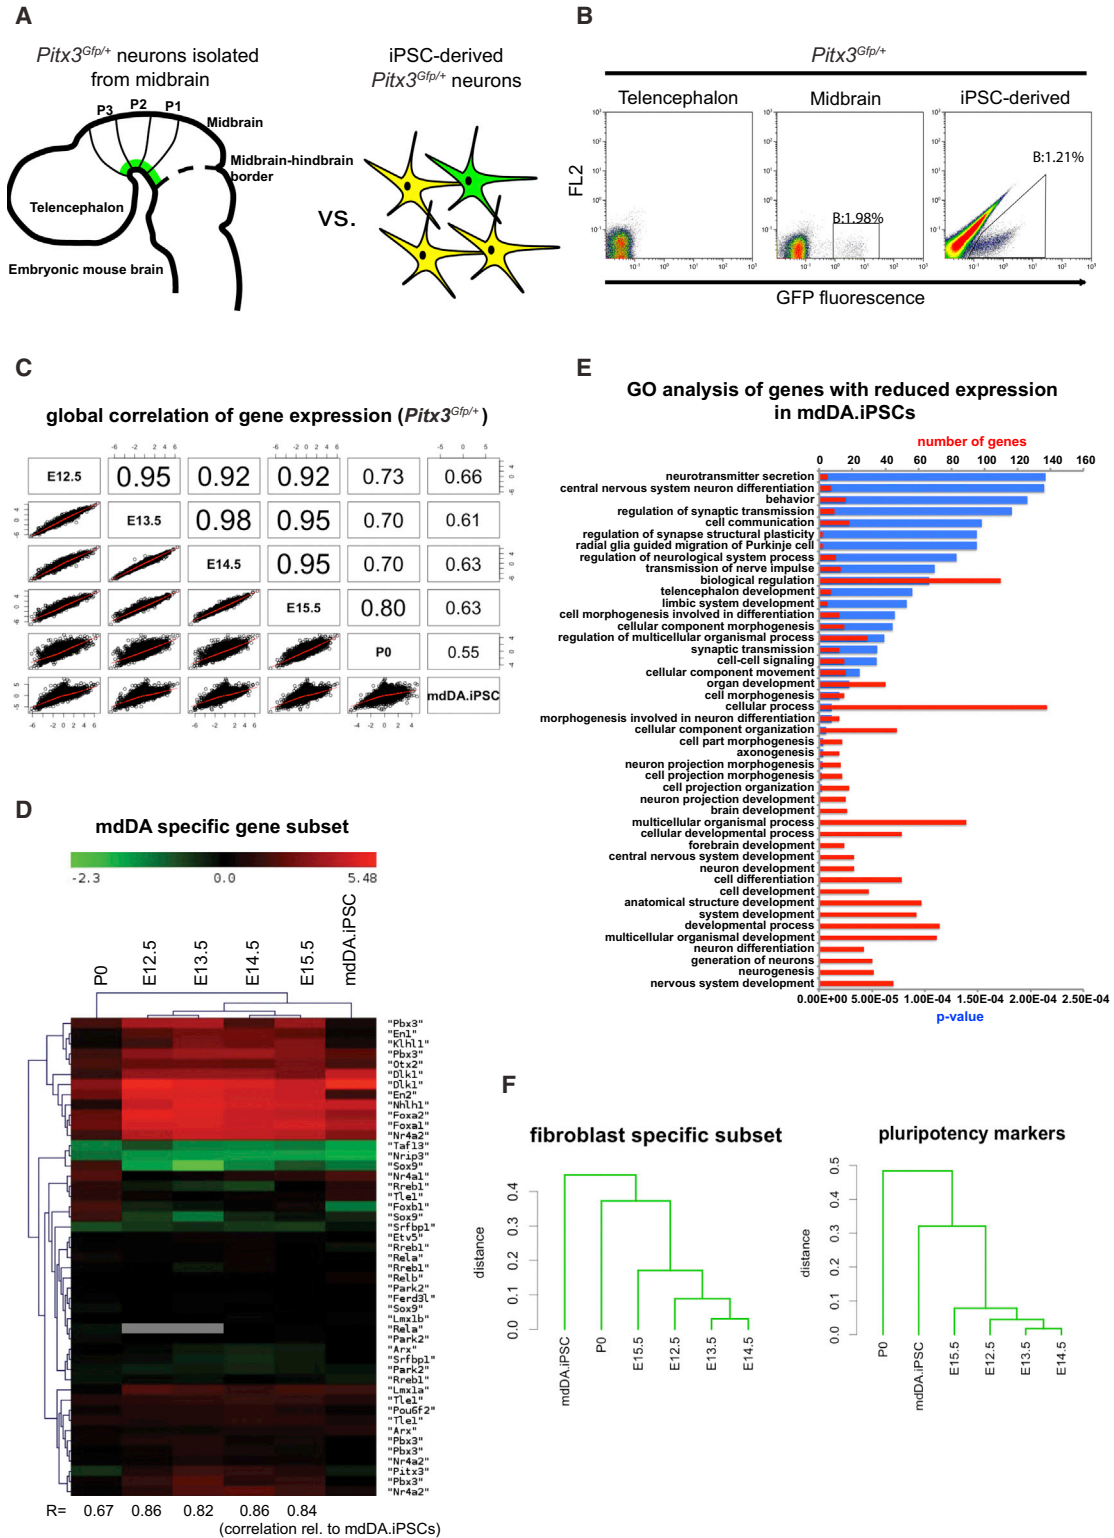 A
Pitx3Gfp/+ neurons isolated
from midbrain
iPSC-derived
Pitx3Gfp/+ neurons
P3
P2
P1
Midbrain
Midbrain-hindbrain
border
Telencephalon
Embryonic mouse brain
vs.
B
Pitx3Gfp/+
Telencephalon
Midbrain
iPSC-derived
FL2
B:1.98%
B:1.21%
GFP fluorescence
C
global correlation of gene expression (Pitx3Gfp/+)
E12.5 0.95 0.92 0.92 0.73 0.66
E13.5 0.98 0.95 0.70 0.61
E14.5 0.95 0.70 0.63
E15.5 0.80 0.63
P0 0.55
mdDA.iPSC
D
mdDA specific gene subset
-2.3 0.0 5.48
P0 E12.5 E13.5 E14.5 E15.5 mdDA.iPSC
"Pbx3"
"En1"
"Klhl1"
"Pbx3"
"Otx2"
"Dlk1"
"Dlk1"
"En2"
"Nhlh1"
"Foxa2"
"Foxa1"
"Nr4a2"
"Taf13"
"Nrip3"
"Sox9"
"Nr4a1"
"Rreb1"
"Tle1"
"Foxb1"
"Sox9"
"Srfbp1"
"Etv5"
"Rreb1"
"Rela"
"Rreb1"
"Relb"
"Park2"
"Ferd3l"
"Sox9"
"Lmx1b"
"Rela"
"Park2"
"Arx"
"Srfbp1"
"Park2"
"Rreb1"
"Lmx1a"
"Tle1"
"Pou6f2"
"Tle1"
"Arx"
"Pbx3"
"Pbx3"
"Nr4a2"
"Pitx3"
"Pbx3"
"Nr4a2"
R= 0.67 0.86 0.82 0.86 0.84
(correlation rel. to mdDA.iPSCs)
E
GO analysis of genes with reduced expression
in mdDA.iPSCs
number of genes
0 20 40 60 80 100 120 140 160
neurotransmitter secretion
central nervous system neuron differentiation
behavior
regulation of synaptic transmission
cell communication
regulation of synapse structural plasticity
radial glia guided migration of Purkinje cell
regulation of neurological system process
transmission of nerve impulse
biological regulation
telencephalon development
limbic system development
cell morphogenesis involved in differentiation
cellular component morphogenesis
regulation of multicellular organismal process
synaptic transmission
cell-cell signaling
cellular component movement
organ development
cell morphogenesis
cellular process
morphogenesis involved in neuron differentiation
cellular component organization
cell part morphogenesis
axonogenesis
neuron projection morphogenesis
cell projection morphogenesis
cell projection organization
neuron projection development
brain development
multicellular organismal process
cellular developmental process
forebrain development
central nervous system development
neuron development
cell differentiation
cell development
anatomical structure development
system development
developmental process
multicellular organismal development
neuron differentiation
generation of neurons
neurogenesis
nervous system development
0.00E+00 5.00E-05 1.00E-04 1.50E-04 2.00E-04 2.50E-04
p-value
F
fibroblast specific subset
distance
0.0 0.1 0.2 0.3 0.4
mdDA.iPSC P0 E15.5 E12.5 E13.5 E14.5
pluripotency markers
distance
0.0 0.1 0.2 0.3 0.4 0.5
P0 mdDA.iPSC E15.5 E12.5 E13.5 E14.5